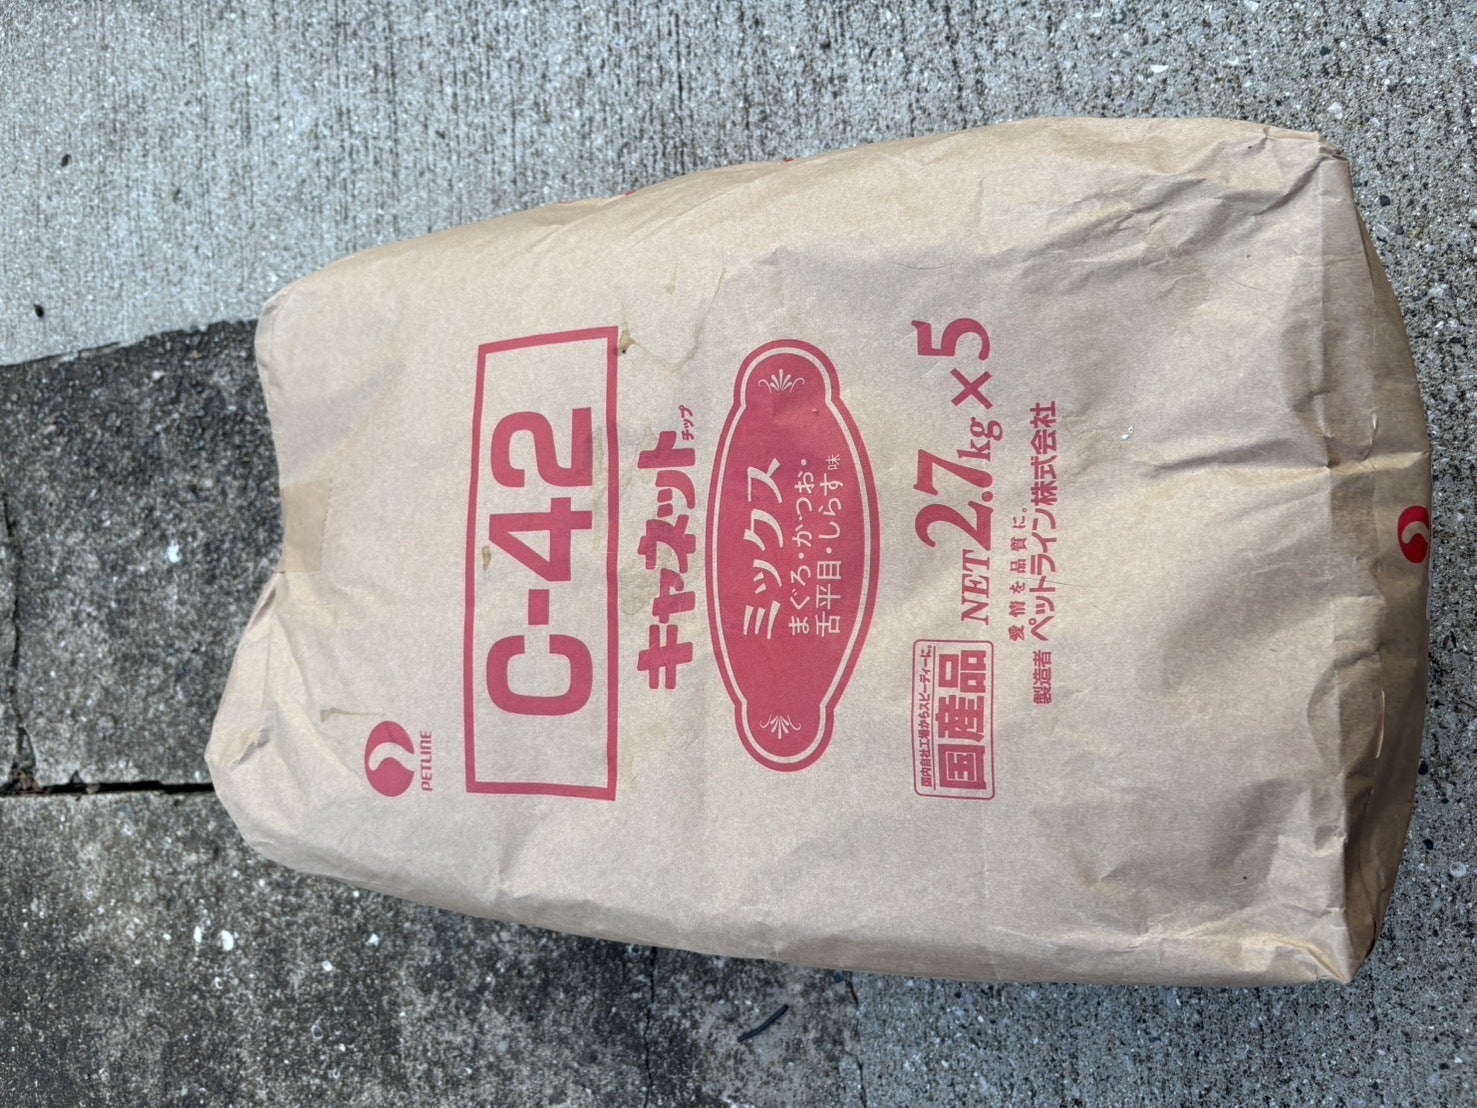 PETLINE
C-42
キャネット チップ
ミックス
まぐろ・かつお・
舌平目・しらす味
国内自社工場からスピーディーに。
国産品
NET 2.7kg×5
愛情を品質に。
製造者 ペットライン株式会社